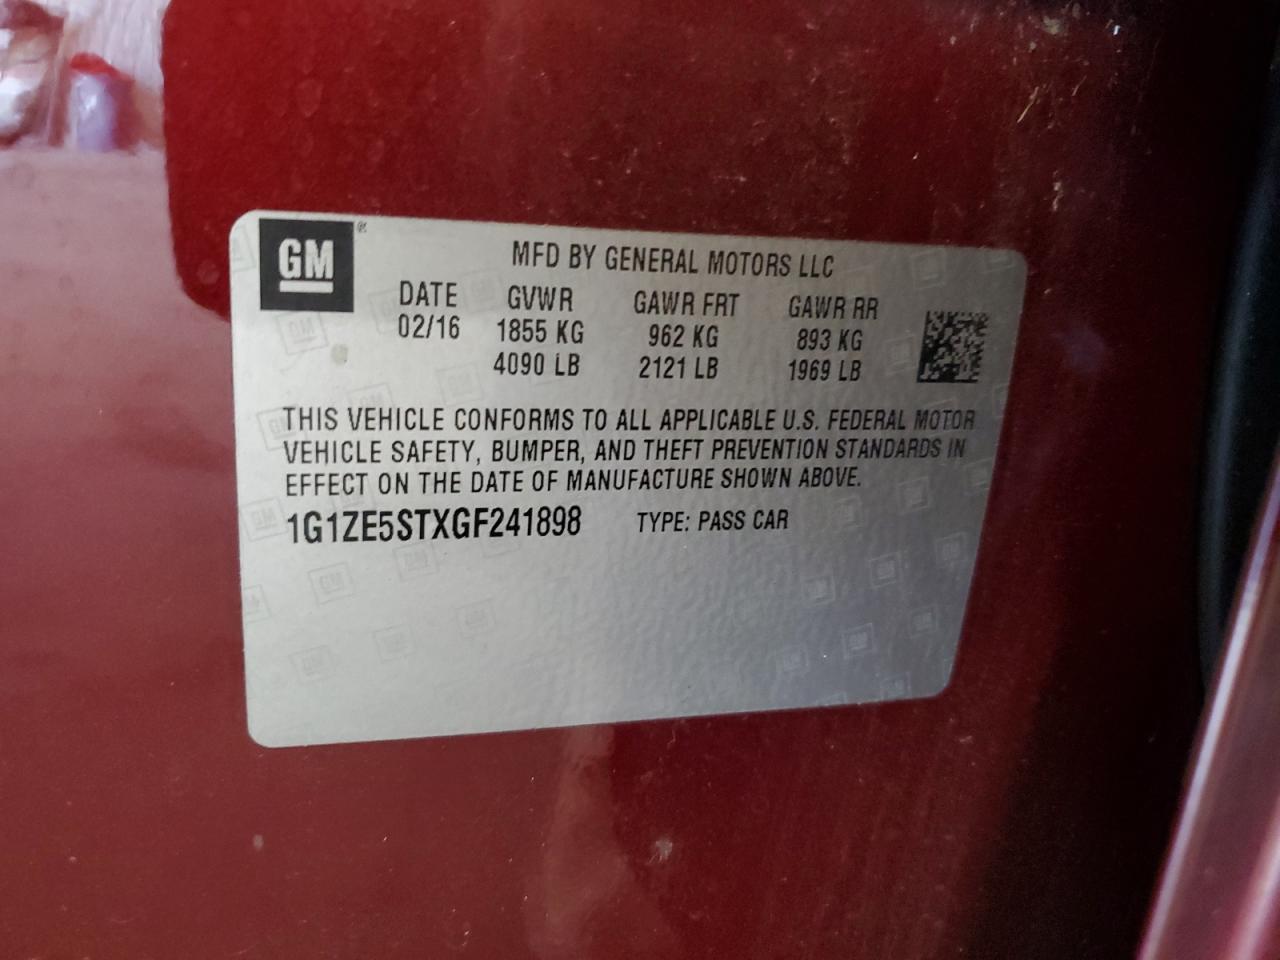 GM
MFD BY GENERAL MOTORS LLC
DATE GVWR GAWR FRT GAWR RR
02/16 1855 KG 962 KG 893 KG
4090 LB 2121 LB 1969 LB
THIS VEHICLE CONFORMS TO ALL APPLICABLE U.S. FEDERAL MOTOR
VEHICLE SAFETY, BUMPER, AND THEFT PREVENTION STANDARDS IN
EFFECT ON THE DATE OF MANUFACTURE SHOWN ABOVE.
1G1ZE5STXGF241898 TYPE: PASS CAR